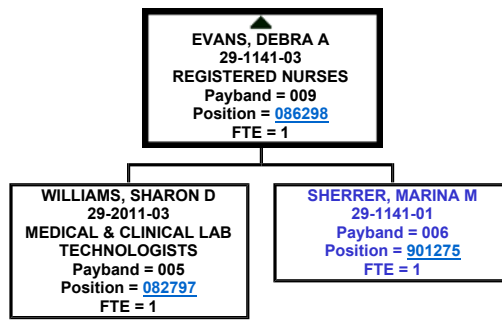 EVANS, DEBRA A
29-1141-03
REGISTERED NURSES
Payband = 009
Position = 086298
FTE = 1
WILLIAMS, SHARON D
29-2011-03
MEDICAL & CLINICAL LAB
TECHNOLOGISTS
Payband = 005
Position = 082797
FTE = 1
SHERRER, MARINA M
29-1141-01
Payband = 006
Position = 901275
FTE = 1